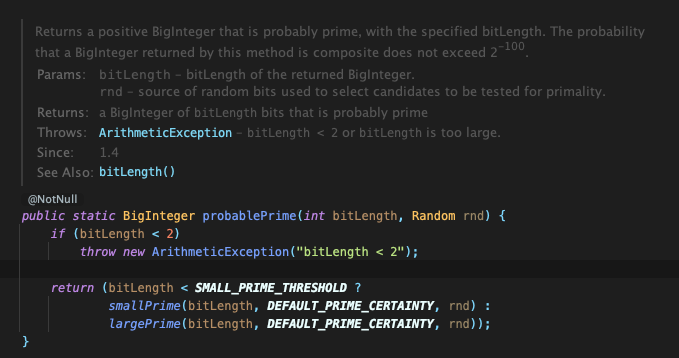 Returns a positive BigInteger that is probably prime, with the specified bitLength. The probability
that a BigInteger returned by this method is composite does not exceed 2⁻¹⁰⁰.
Params: bitLength – bitLength of the returned BigInteger.
rnd – source of random bits used to select candidates to be tested for primality.
Returns: a BigInteger of bitLength bits that is probably prime
Throws: ArithmeticException – bitLength < 2 or bitLength is too large.
Since: 1.4
See Also: bitLength()
@NotNull
public static BigInteger probablePrime(int bitLength, Random rnd) {
if (bitLength < 2)
throw new ArithmeticException("bitLength < 2");
return (bitLength < SMALL_PRIME_THRESHOLD ?
smallPrime(bitLength, DEFAULT_PRIME_CERTAINTY, rnd) :
largePrime(bitLength, DEFAULT_PRIME_CERTAINTY, rnd));
}